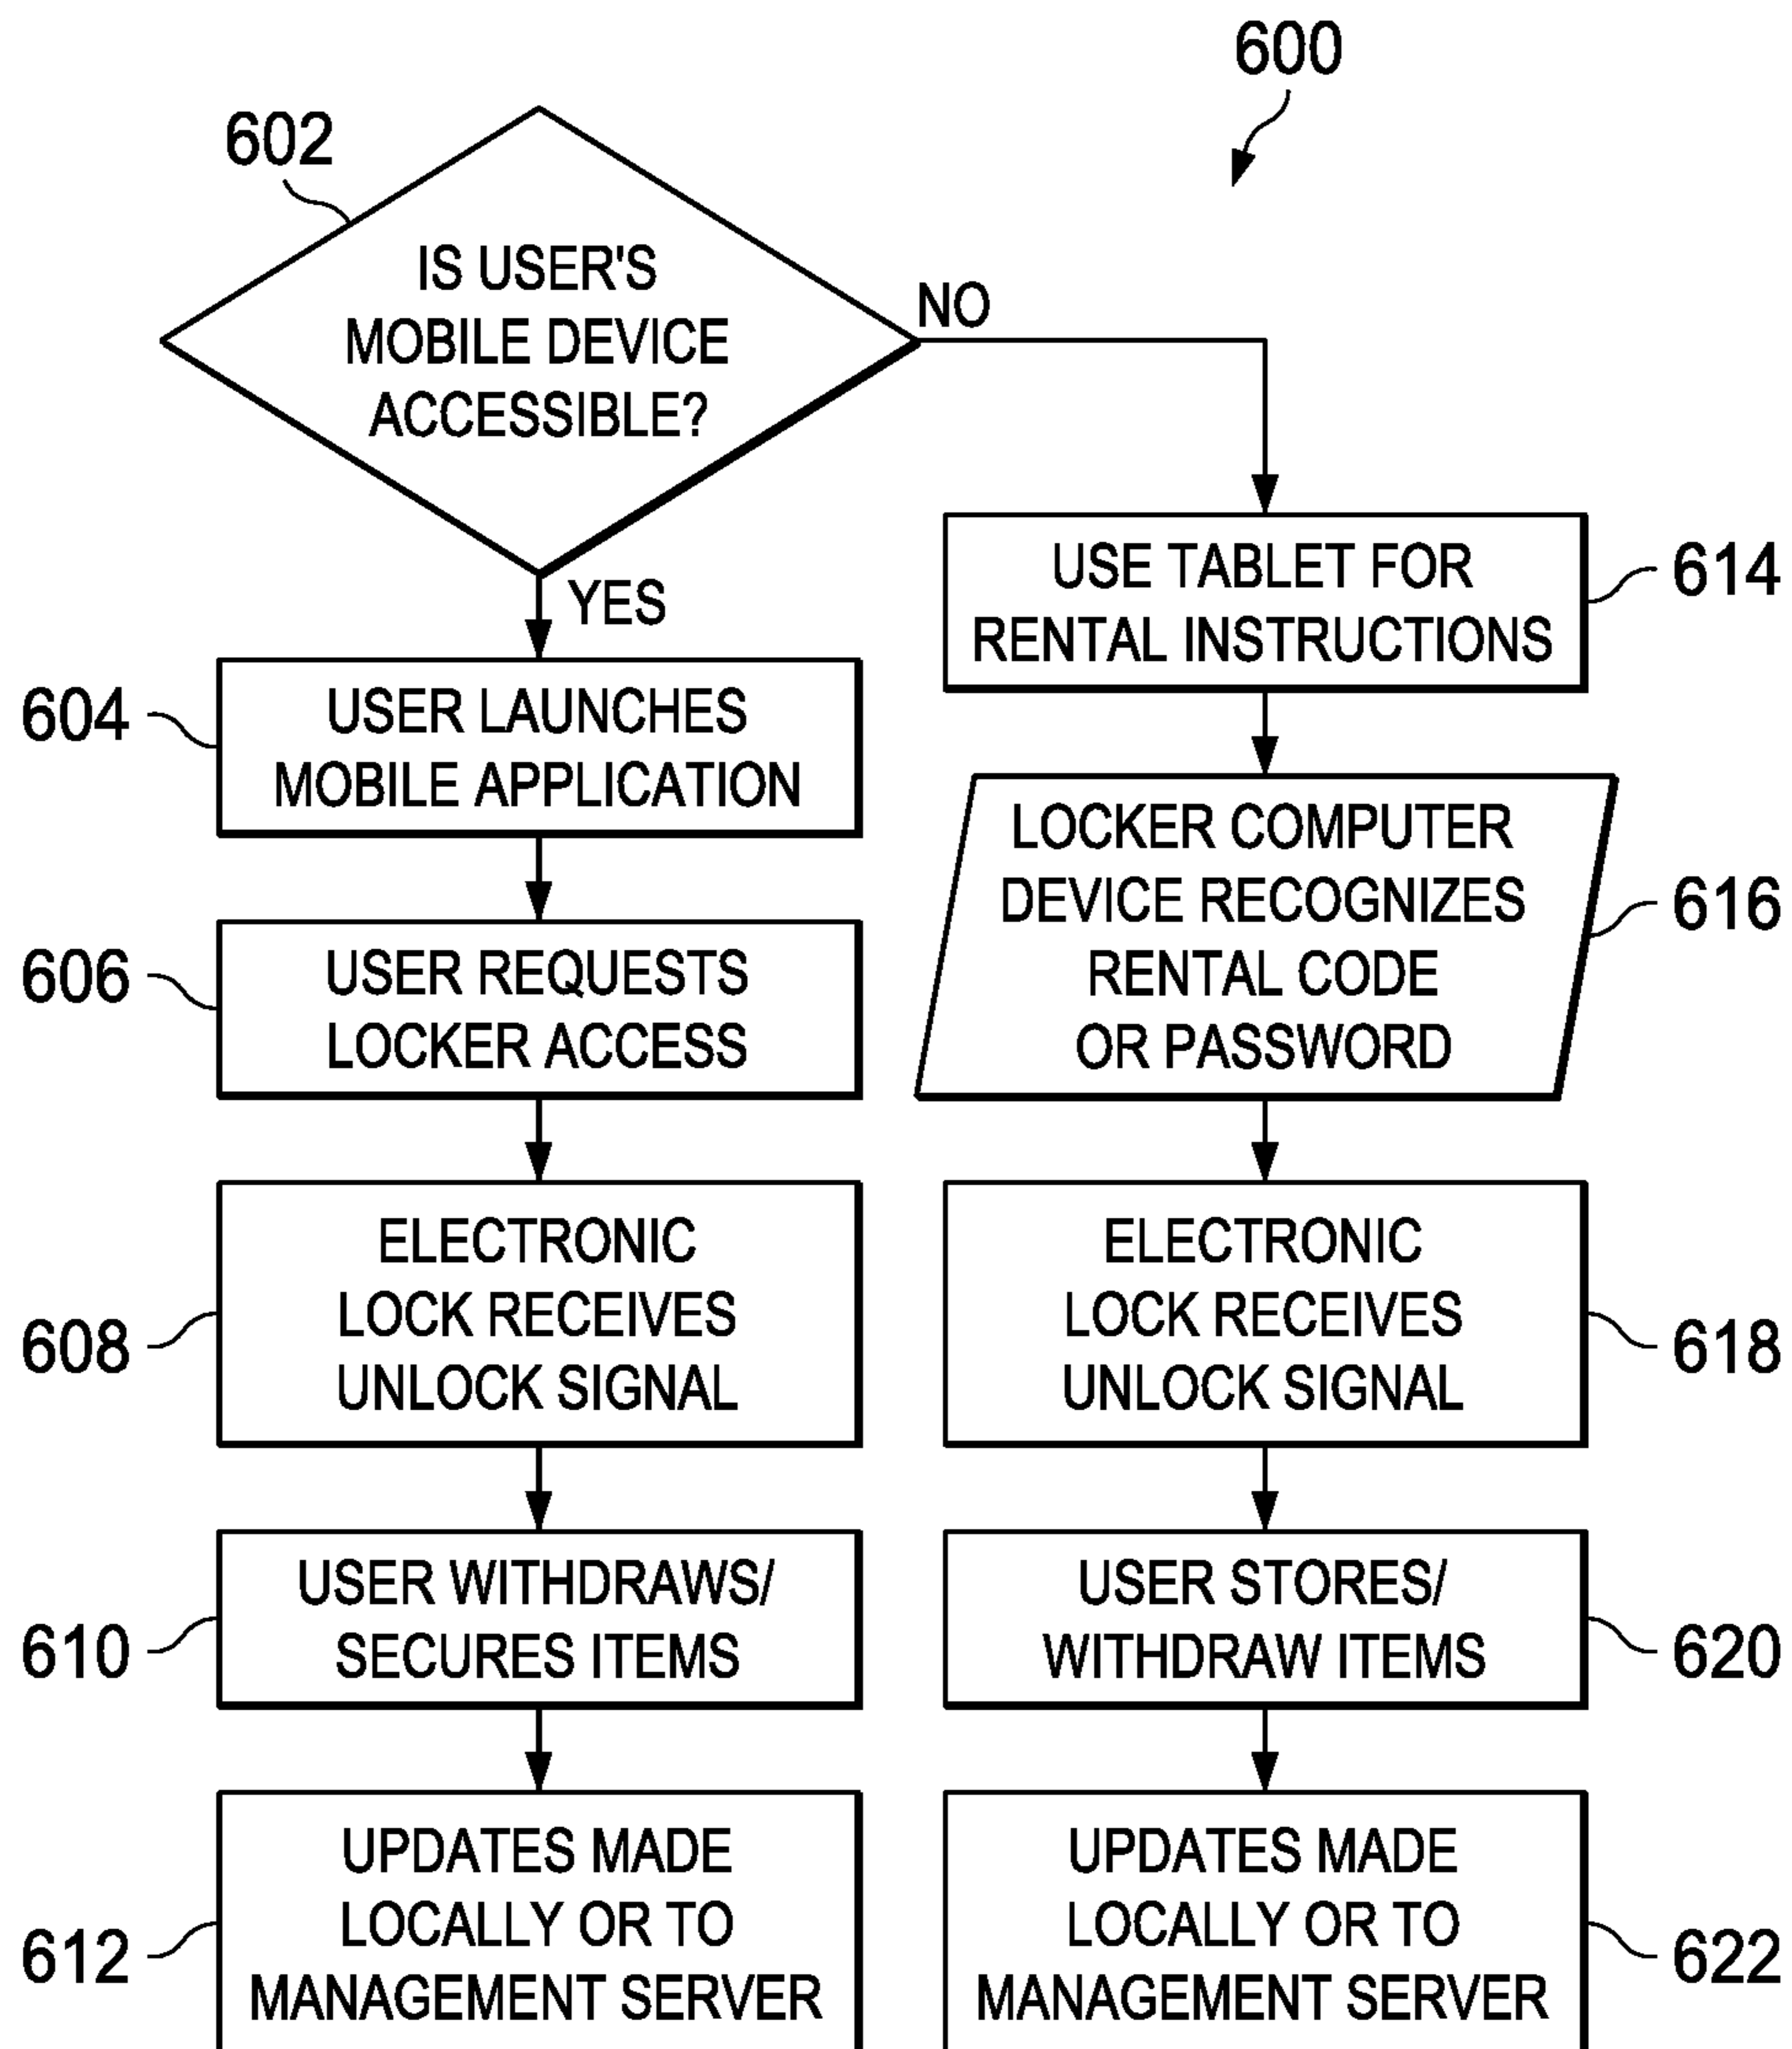 600
602
IS USER'S
MOBILE DEVICE
ACCESSIBLE?
NO
YES
604
USER LAUNCHES
MOBILE APPLICATION
606
USER REQUESTS
LOCKER ACCESS
608
ELECTRONIC
LOCK RECEIVES
UNLOCK SIGNAL
610
USER WITHDRAWS/
SECURES ITEMS
612
UPDATES MADE
LOCALLY OR TO
MANAGEMENT SERVER
USE TABLET FOR
RENTAL INSTRUCTIONS
614
LOCKER COMPUTER
DEVICE RECOGNIZES
RENTAL CODE
OR PASSWORD
616
ELECTRONIC
LOCK RECEIVES
UNLOCK SIGNAL
618
USER STORES/
WITHDRAW ITEMS
620
UPDATES MADE
LOCALLY OR TO
MANAGEMENT SERVER
622